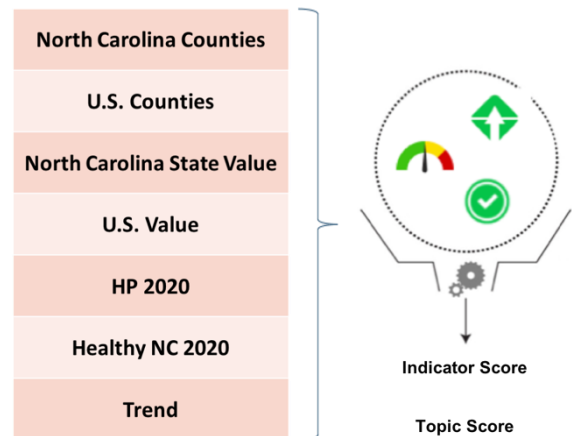 North Carolina Counties
U.S. Counties
North Carolina State Value
U.S. Value
HP 2020
Healthy NC 2020
Trend
Indicator Score
Topic Score